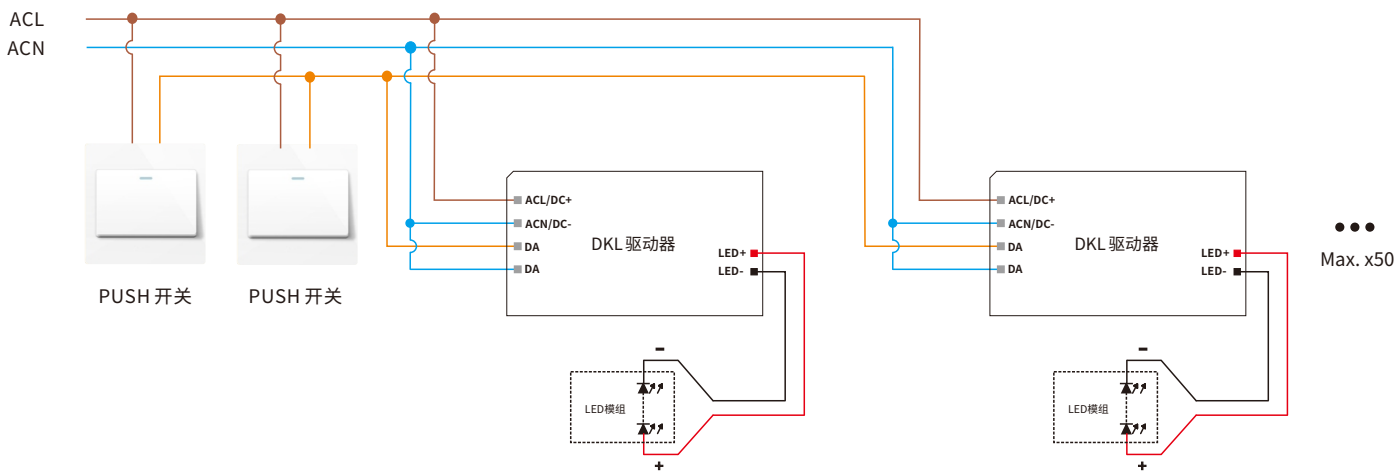 ACL
ACN
PUSH 开关
PUSH 开关
ACL/DC+
ACN/DC-
DA
DA
DKL 驱动器
LED+
LED-
LED模组
-
+
ACL/DC+
ACN/DC-
DA
DA
DKL 驱动器
LED+
LED-
LED模组
-
+
•••
Max. x50